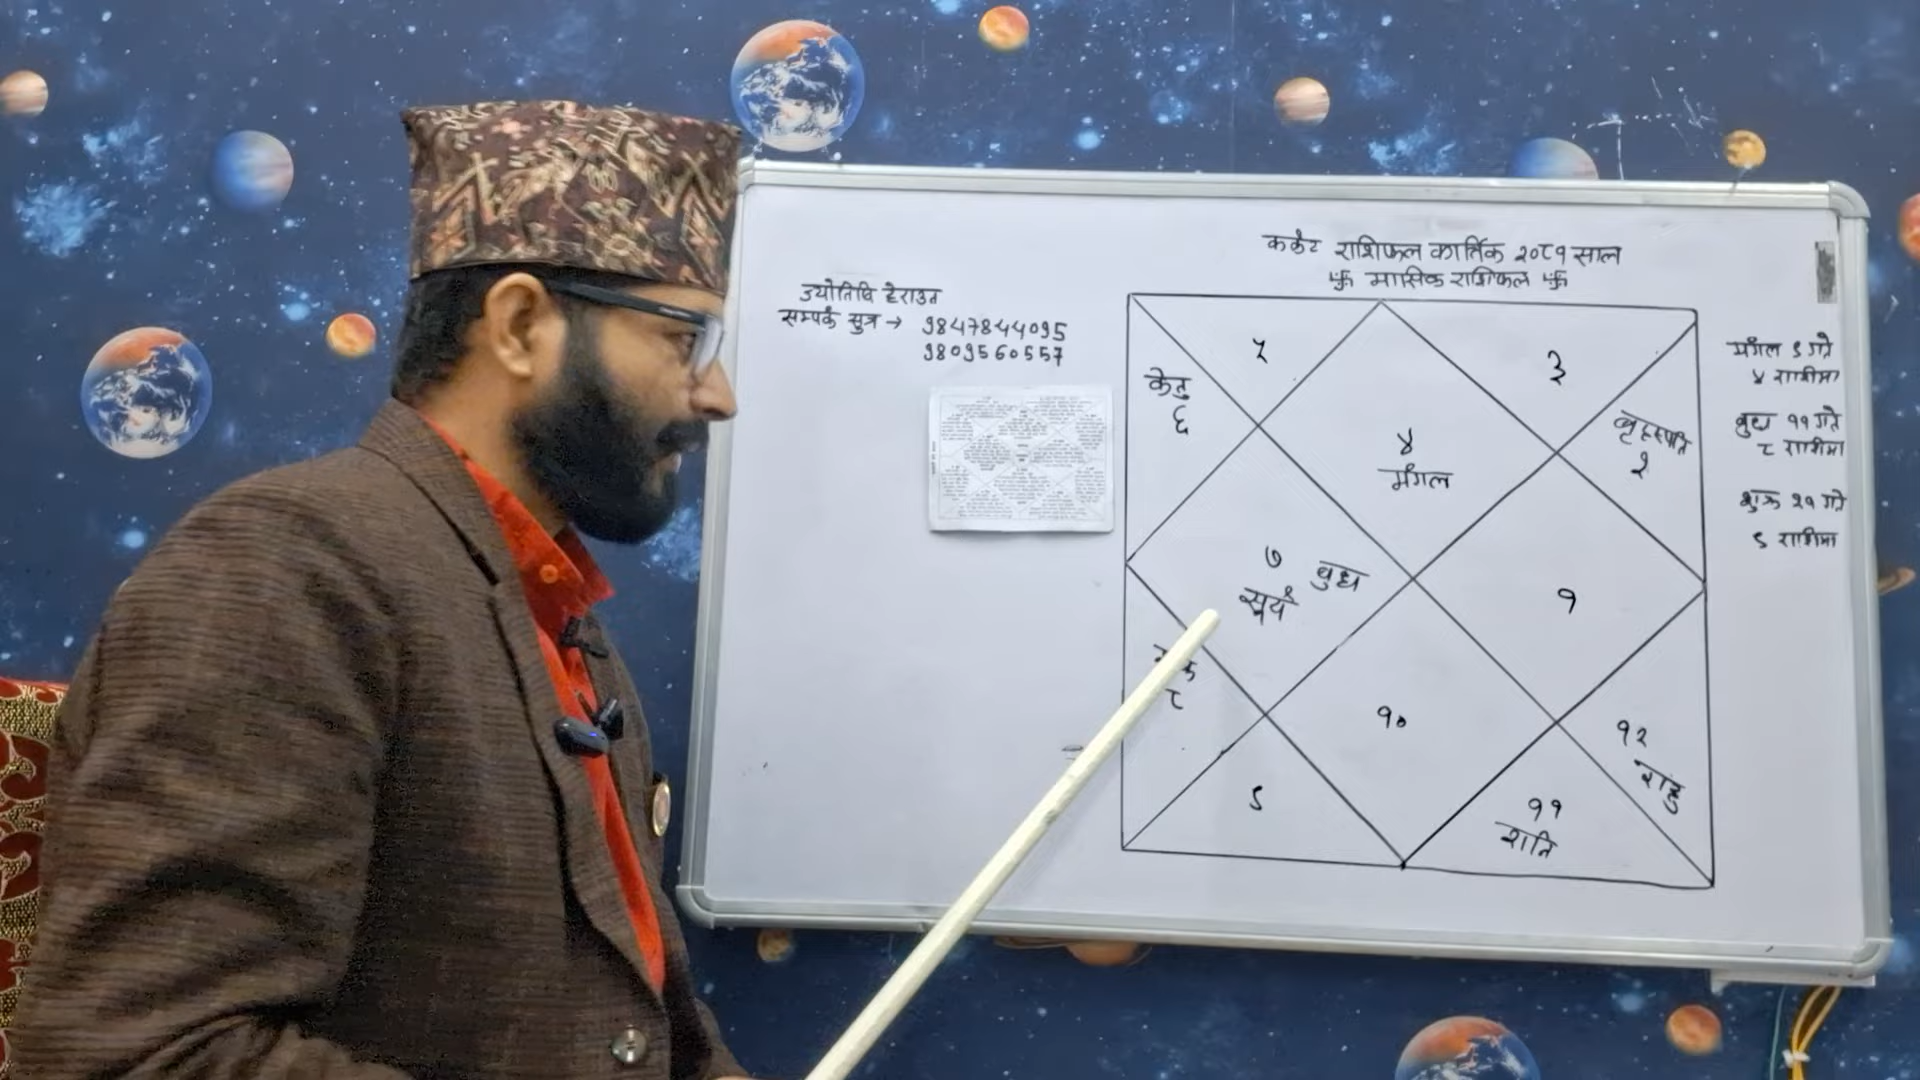 कर्कट राशिफल कार्तिक २०८१ साल
卐 मासिक राशिफल 卐
ज्योतिषि हेराउन
सम्पर्क सुत्र → 9847844095
9809560557
५
३
केतु
६
४
मंगल
बृहस्पति
२
७ बुध
सूर्य
१
८
१०
१२
राहु
९
११
शनि
मंगल ९ गते
४ राशीमा
बुध ११ गते
८ राशीमा
शुक्र २१ गते
९ राशीमा